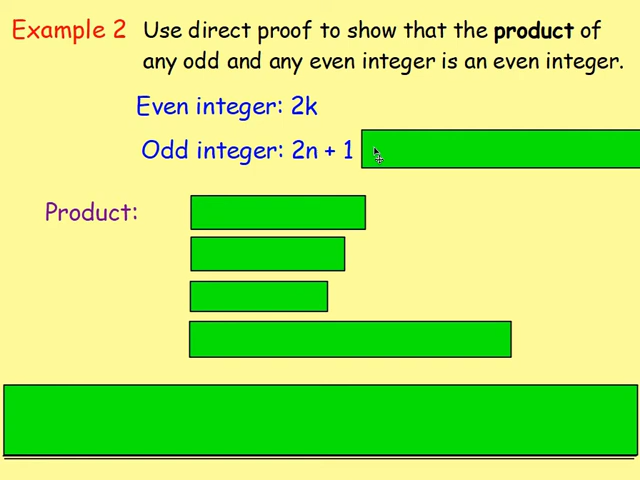 Example 2 Use direct proof to show that the product of
any odd and any even integer is an even integer.
Even integer: 2k
Odd integer: 2n + 1
Product: